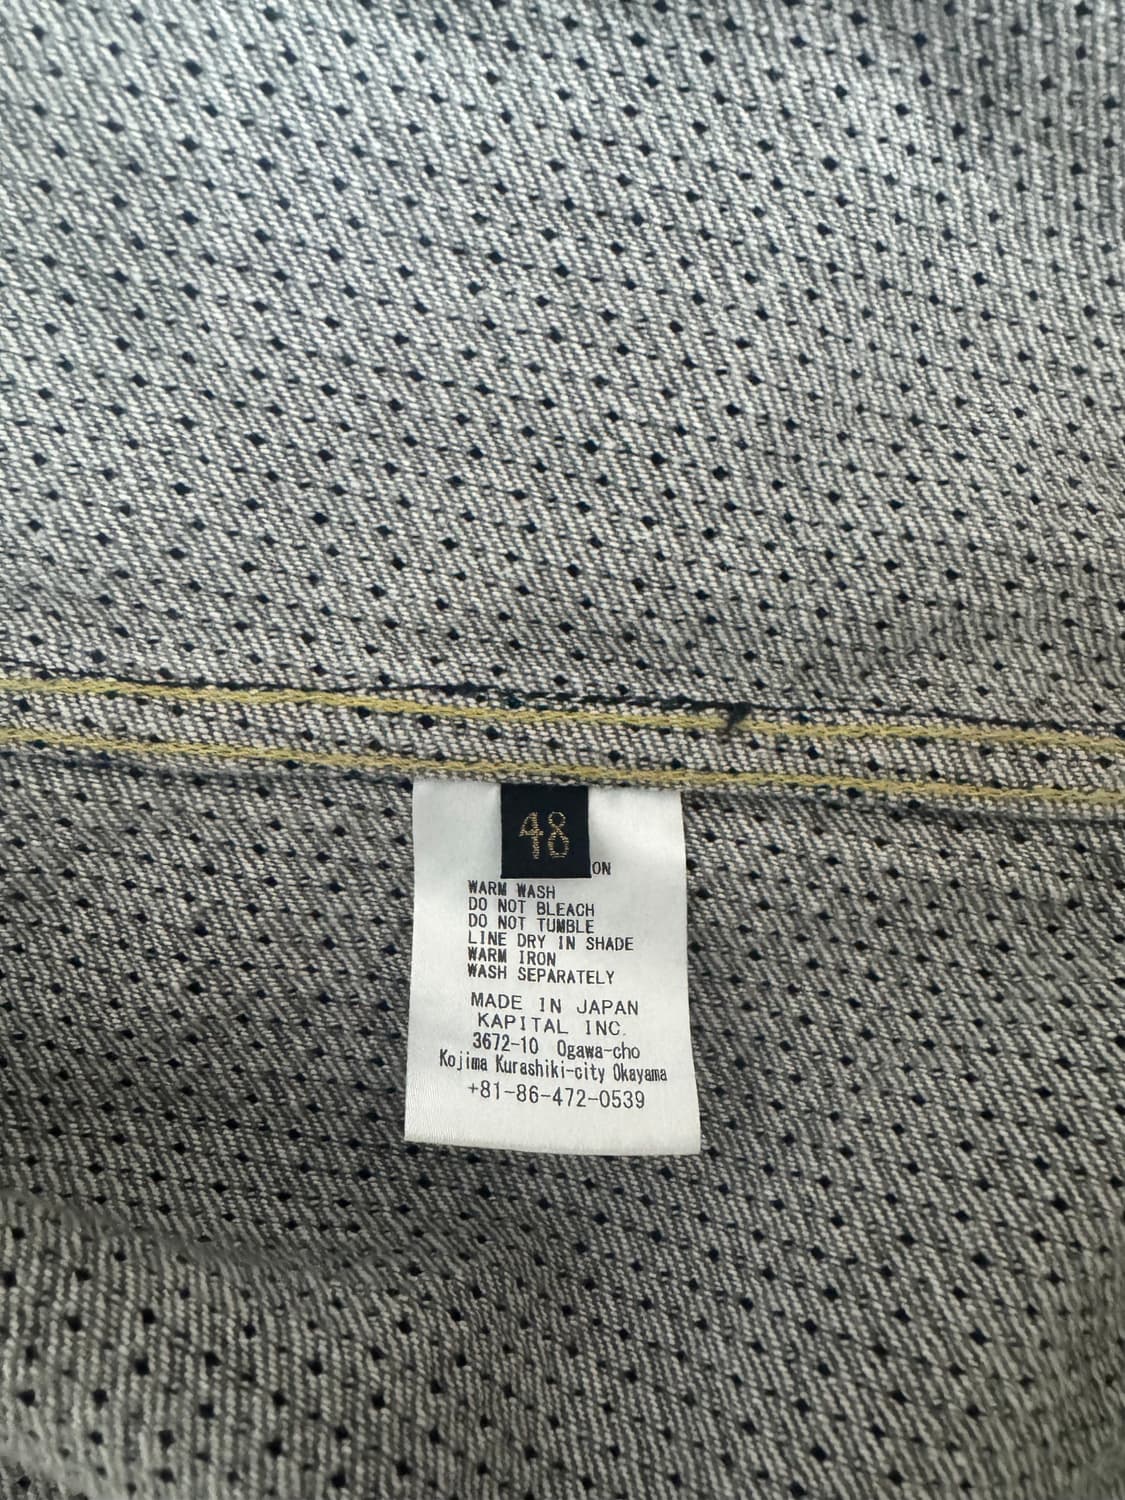 48
ON
WARM WASH
DO NOT BLEACH
DO NOT TUMBLE
LINE DRY IN SHADE
WARM IRON
WASH SEPARATELY
MADE IN JAPAN
KAPITAL INC.
3672-10 Ogawa-cho
Kojima Kurashiki-city Okayama
+81-86-472-0539